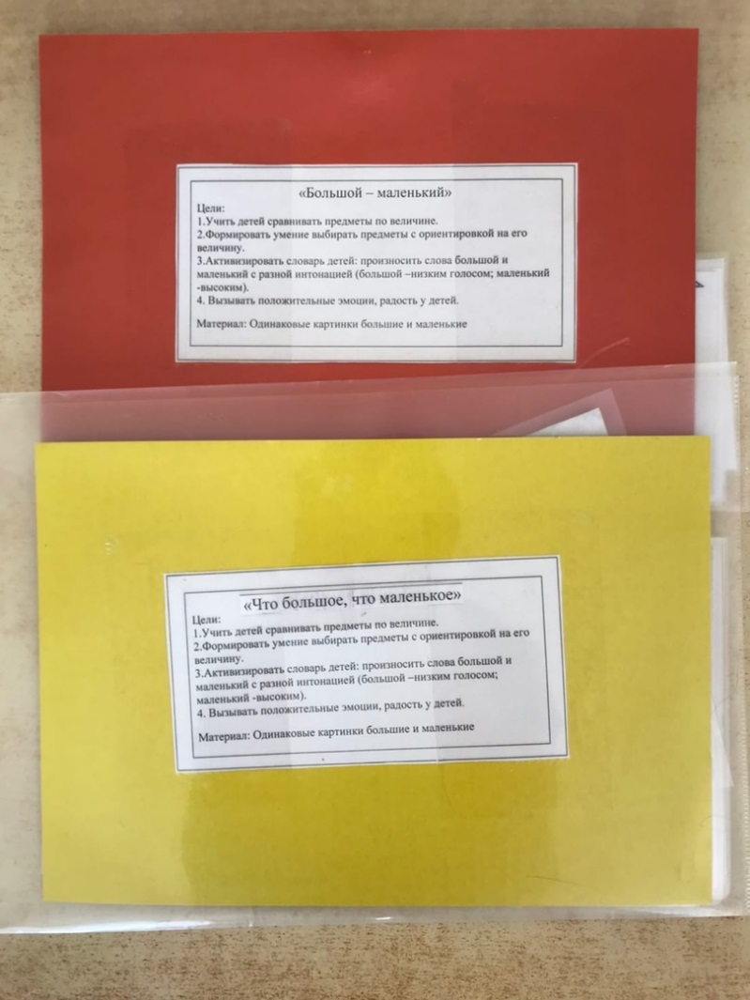 «Большой – маленький»
Цели:
1.Учить детей сравнивать предметы по величине.
2.Формировать умение выбирать предметы с ориентировкой на его
величину.
3.Активизировать словарь детей: произносить слова большой и
маленький с разной интонацией (большой –низким голосом; маленький
-высоким).
4. Вызывать положительные эмоции, радость у детей.
Материал: Одинаковые картинки большие и маленькие
«Что большое, что маленькое»
Цели:
1.Учить детей сравнивать предметы по величине.
2.Формировать умение выбирать предметы с ориентировкой на его
величину.
3.Активизировать словарь детей: произносить слова большой и
маленький с разной интонацией (большой –низким голосом;
маленький -высоким).
4. Вызывать положительные эмоции, радость у детей.
Материал: Одинаковые картинки большие и маленькие